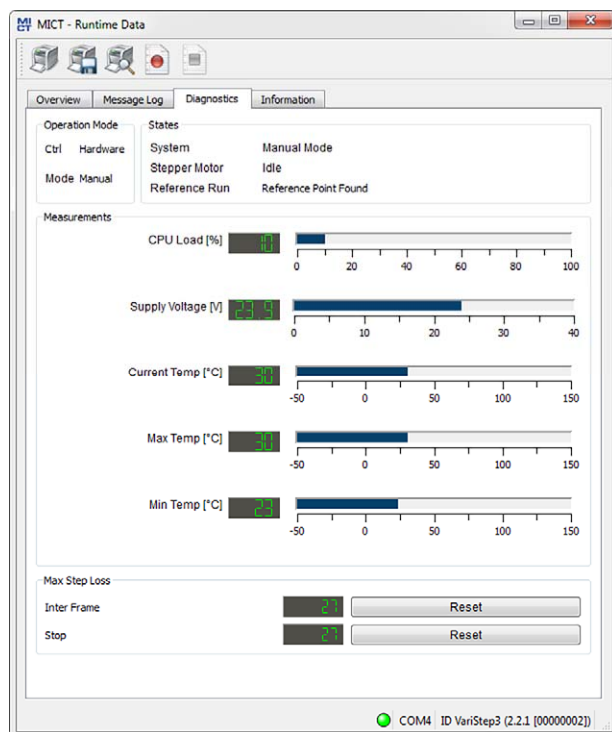 MICT - Runtime Data
Overview Message Log Diagnostics Information
Operation Mode
Ctrl Hardware
Mode Manual
States
System Manual Mode
Stepper Motor Idle
Reference Run Reference Point Found
Measurements
CPU Load [%] 10
0 20 40 60 80 100
Supply Voltage [V] 23.9
0 10 20 30 40
Current Temp [°C] 30
-50 0 50 100 150
Max Temp [°C] 30
-50 0 50 100 150
Min Temp [°C] 23
-50 0 50 100 150
Max Step Loss
Inter Frame 27 Reset
Stop 27 Reset
COM4 ID VariStep3 (2.2.1 [00000002])